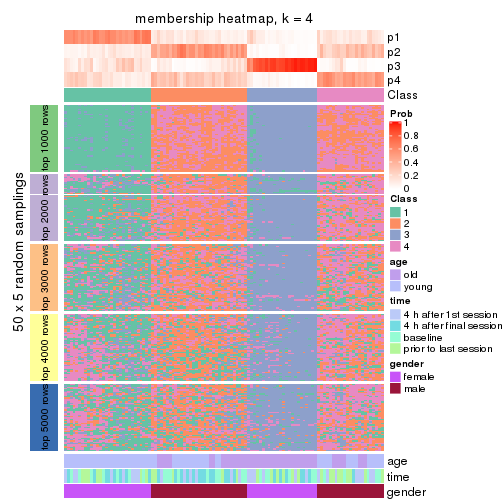 membership heatmap, k = 4
p1
p2
p3
p4
Class
50 x 5 random samplings
top 1000 rows
top 2000 rows
top 3000 rows
top 4000 rows
top 5000 rows
Prob
1
0.8
0.6
0.4
0.2
0
Class
1
2
3
4
age
old
young
time
4 h after 1st session
4 h after final session
baseline
prior to last session
gender
female
male
age
time
gender